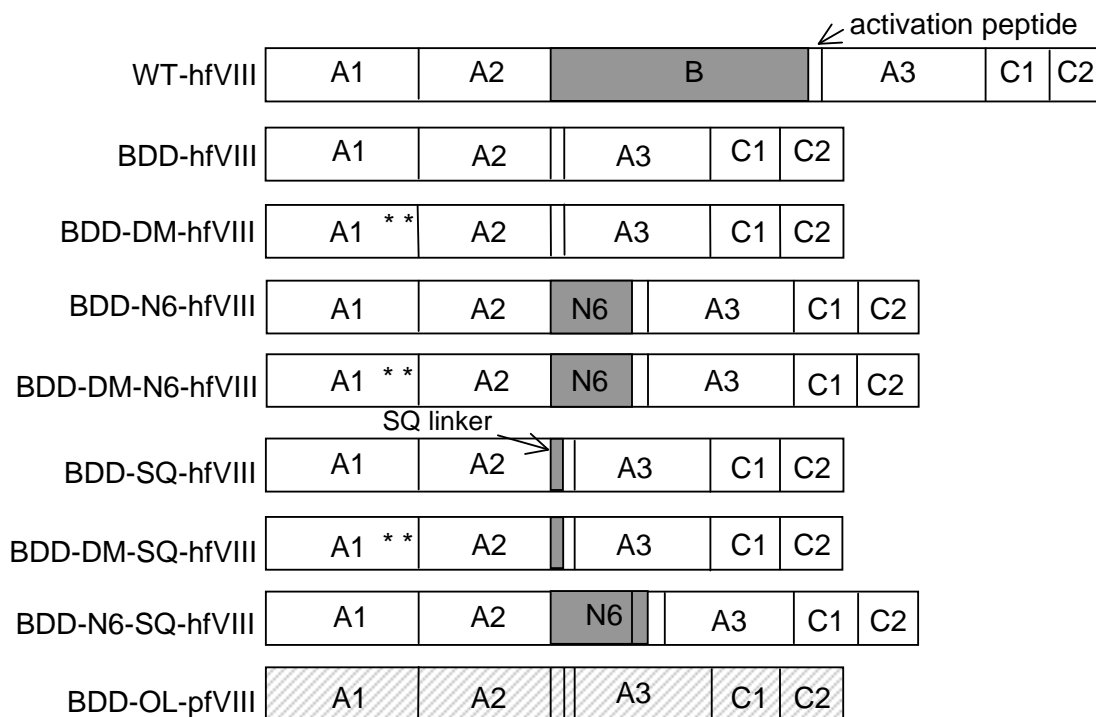 activation peptide
WT-hfVIII A1 A2 B A3 C1 C2
BDD-hfVIII A1 A2 A3 C1 C2
BDD-DM-hfVIII A1 * * A2 A3 C1 C2
BDD-N6-hfVIII A1 A2 N6 A3 C1 C2
BDD-DM-N6-hfVIII A1 * * A2 N6 A3 C1 C2
SQ linker
BDD-SQ-hfVIII A1 A2 A3 C1 C2
BDD-DM-SQ-hfVIII A1 * * A2 A3 C1 C2
BDD-N6-SQ-hfVIII A1 A2 N6 A3 C1 C2
BDD-OL-pfVIII A1 A2 A3 C1 C2